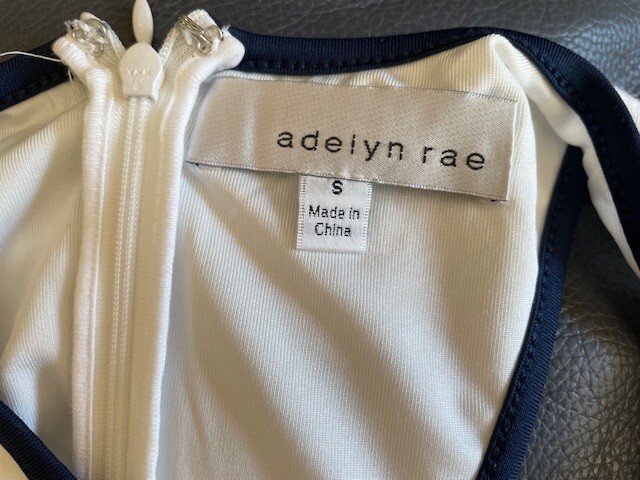 adelyn rae
S
Made in
China